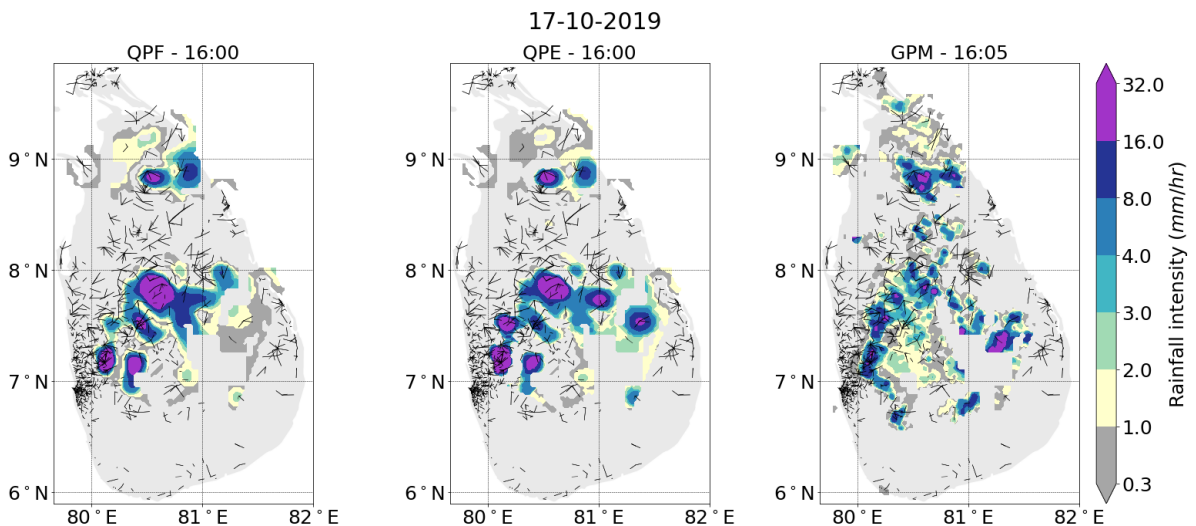 17-10-2019
QPF - 16:00
QPE - 16:00
GPM - 16:05
9° N
8° N
7° N
6° N
80° E
81° E
82° E
9° N
8° N
7° N
6° N
80° E
81° E
82° E
9° N
8° N
7° N
6° N
80° E
81° E
82° E
32.0
16.0
8.0
4.0
3.0
2.0
1.0
0.3
Rainfall intensity (mm/hr)